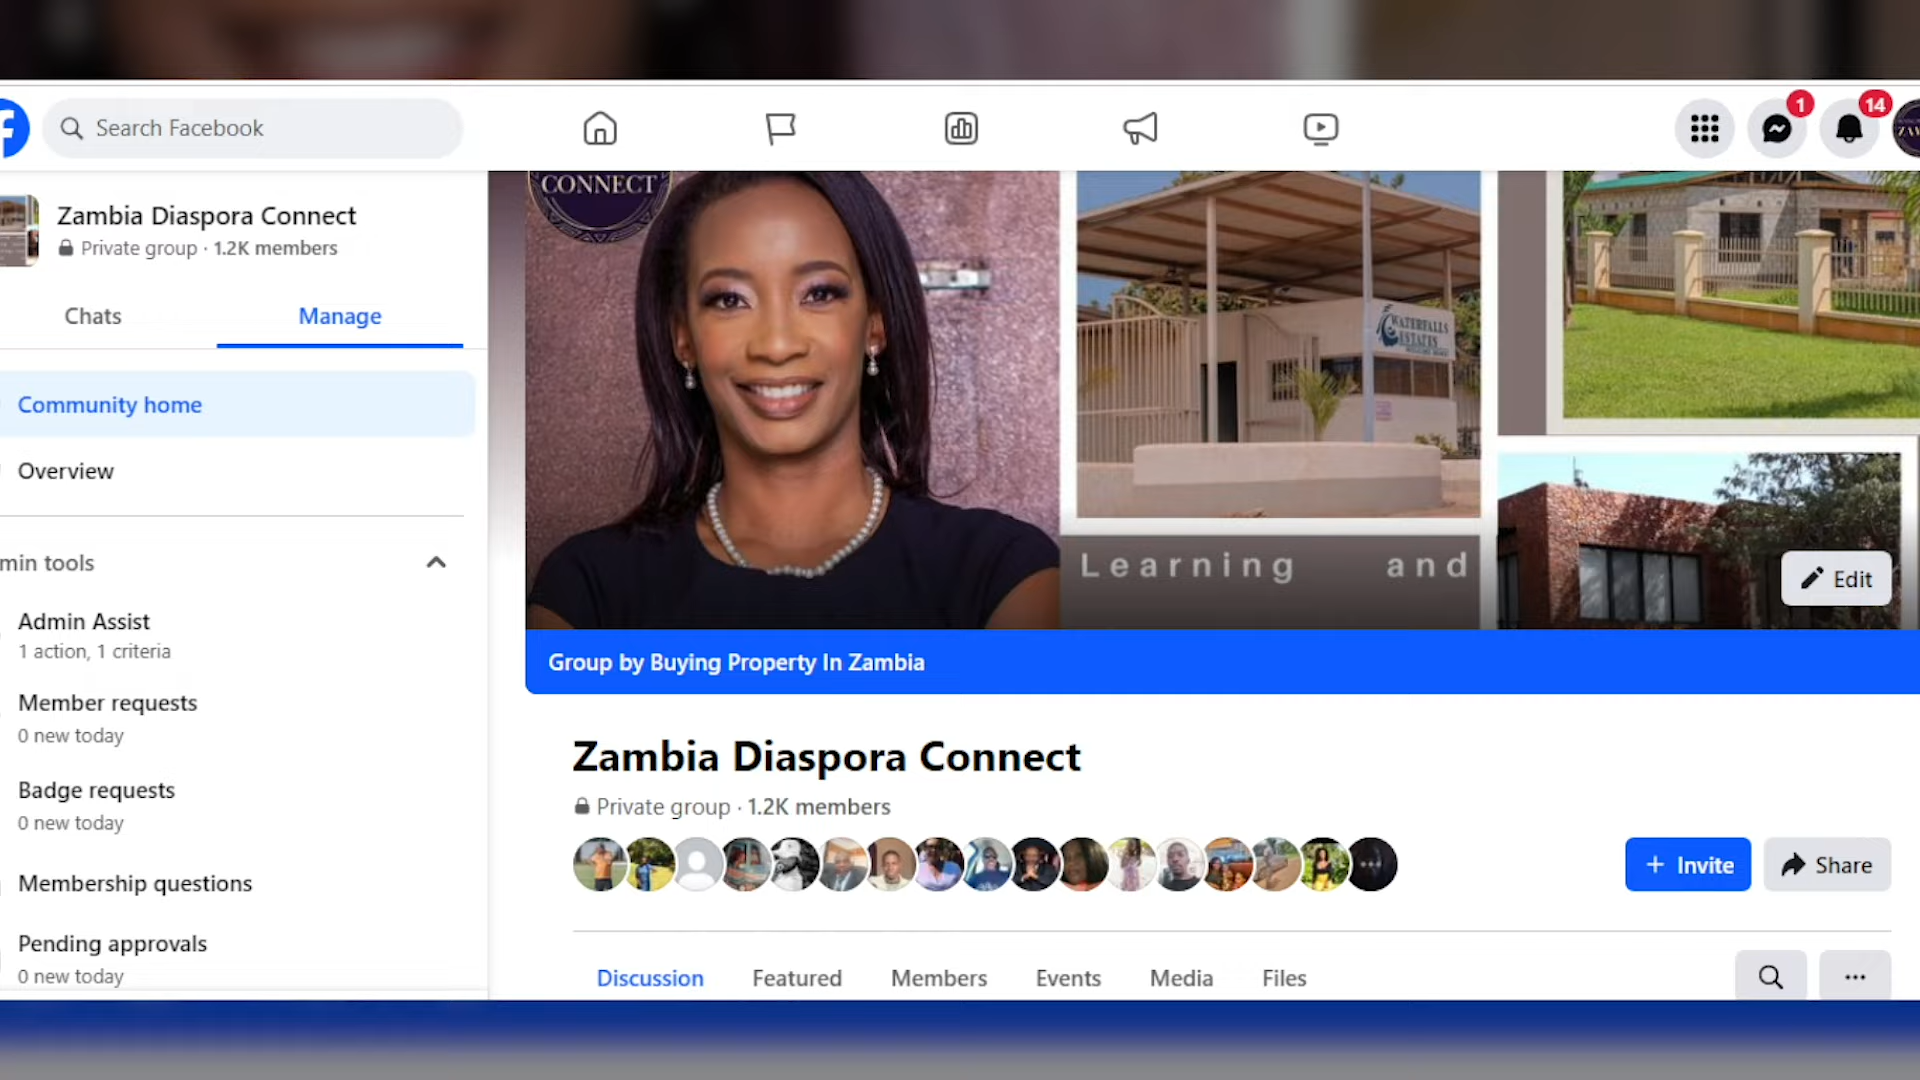 Search Facebook
1
14
Zambia Diaspora Connect
Private group · 1.2K members
Chats
Manage
Community home
Overview
min tools
Admin Assist
1 action, 1 criteria
Member requests
0 new today
Badge requests
0 new today
Membership questions
Pending approvals
0 new today
CONNECT
WATERFALLS
ESTATES
Learning and
Edit
Group by Buying Property In Zambia
Zambia Diaspora Connect
Private group · 1.2K members
+ Invite
Share
Discussion
Featured
Members
Events
Media
Files